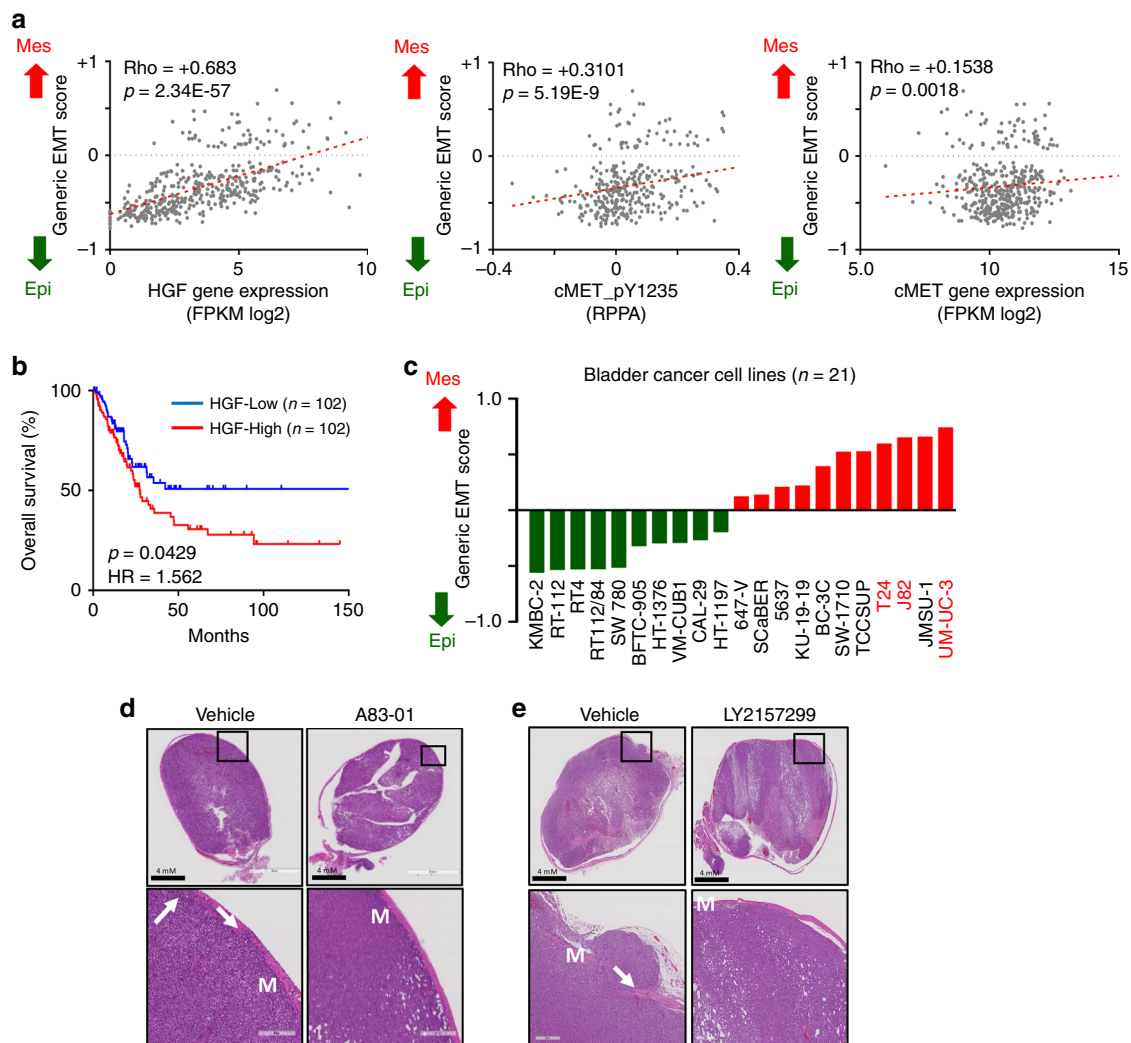 a
Mes
+1
Rho = +0.683
p = 2.34E-57
Generic EMT score
0
−1
Epi
0
5
10
HGF gene expression
(FPKM log2)
Mes
+1
Rho = +0.3101
p = 5.19E-9
Generic EMT score
0
−1
Epi
−0.4
0
0.4
cMET_pY1235
(RPPA)
Mes
+1
Rho = +0.1538
p = 0.0018
Generic EMT score
0
−1
Epi
5.0
10
15
cMET gene expression
(FPKM log2)
b
100
50
0
Overall survival (%)
HGF-Low (n = 102)
HGF-High (n = 102)
p = 0.0429
HR = 1.562
0
50
100
150
Months
c
Mes
Bladder cancer cell lines (n = 21)
1.0
Generic EMT score
−1.0
Epi
KMBC-2
RT-112
RT4
RT112/84
SW 780
BFTC-905
HT-1376
VM-CUB1
CAL-29
HT-1197
647-V
SCaBER
5637
KU-19-19
BC-3C
SW-1710
TCCSUP
T24
J82
JMSU-1
UM-UC-3
d
Vehicle
A83-01
4 mM
4 mM
M
M
e
Vehicle
LY2157299
4 mM
4 mM
M
M